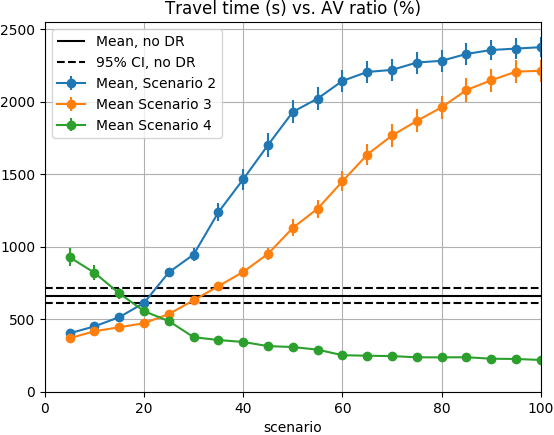 Travel time (s) vs. AV ratio (%)
2500
2000
1500
1000
500
0
Mean, no DR
95% CI, no DR
Mean, Scenario 2
Mean Scenario 3
Mean Scenario 4
0 20 40 60 80 100
scenario